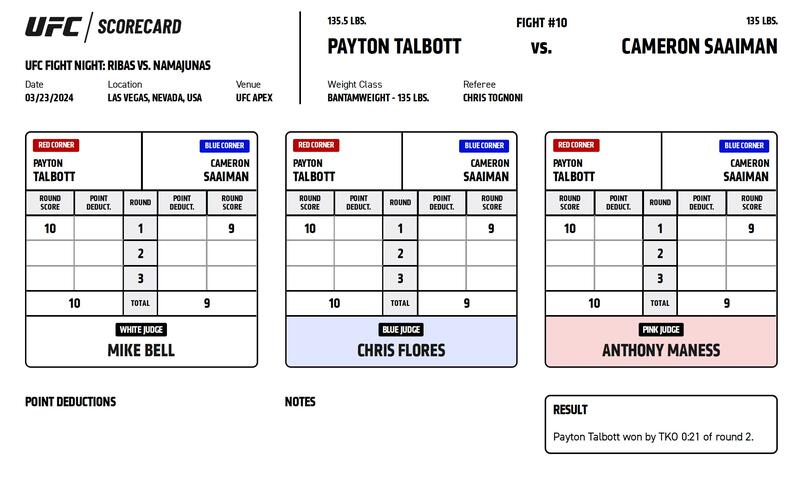 UFC / SCORECARD
UFC FIGHT NIGHT: RIBAS VS. NAMAJUNAS
Date Location Venue
03/23/2024 LAS VEGAS, NEVADA, USA UFC APEX
135.5 LBS. FIGHT #10 135 LBS.
PAYTON TALBOTT VS. CAMERON SAAIMAN
Weight Class Referee
BANTAMWEIGHT - 135 LBS. CHRIS TOGNONI
RED CORNER BLUE CORNER
PAYTON CAMERON
TALBOTT SAAIMAN
ROUND SCORE POINT DEDUCT. ROUND POINT DEDUCT. ROUND SCORE
10 1 9
2
3
10 TOTAL 9
WHITE JUDGE
MIKE BELL
RED CORNER BLUE CORNER
PAYTON CAMERON
TALBOTT SAAIMAN
ROUND SCORE POINT DEDUCT. ROUND POINT DEDUCT. ROUND SCORE
10 1 9
2
3
10 TOTAL 9
BLUE JUDGE
CHRIS FLORES
RED CORNER BLUE CORNER
PAYTON CAMERON
TALBOTT SAAIMAN
ROUND SCORE POINT DEDUCT. ROUND POINT DEDUCT. ROUND SCORE
10 1 9
2
3
10 TOTAL 9
PINK JUDGE
ANTHONY MANESS
POINT DEDUCTIONS
NOTES
RESULT
Payton Talbott won by TKO 0:21 of round 2.